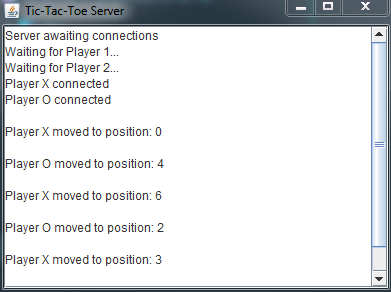 Tic-Tac-Toe Server
Server awaiting connections
Waiting for Player 1...
Waiting for Player 2...
Player X connected
Player O connected
Player X moved to position: 0
Player O moved to position: 4
Player X moved to position: 6
Player O moved to position: 2
Player X moved to position: 3